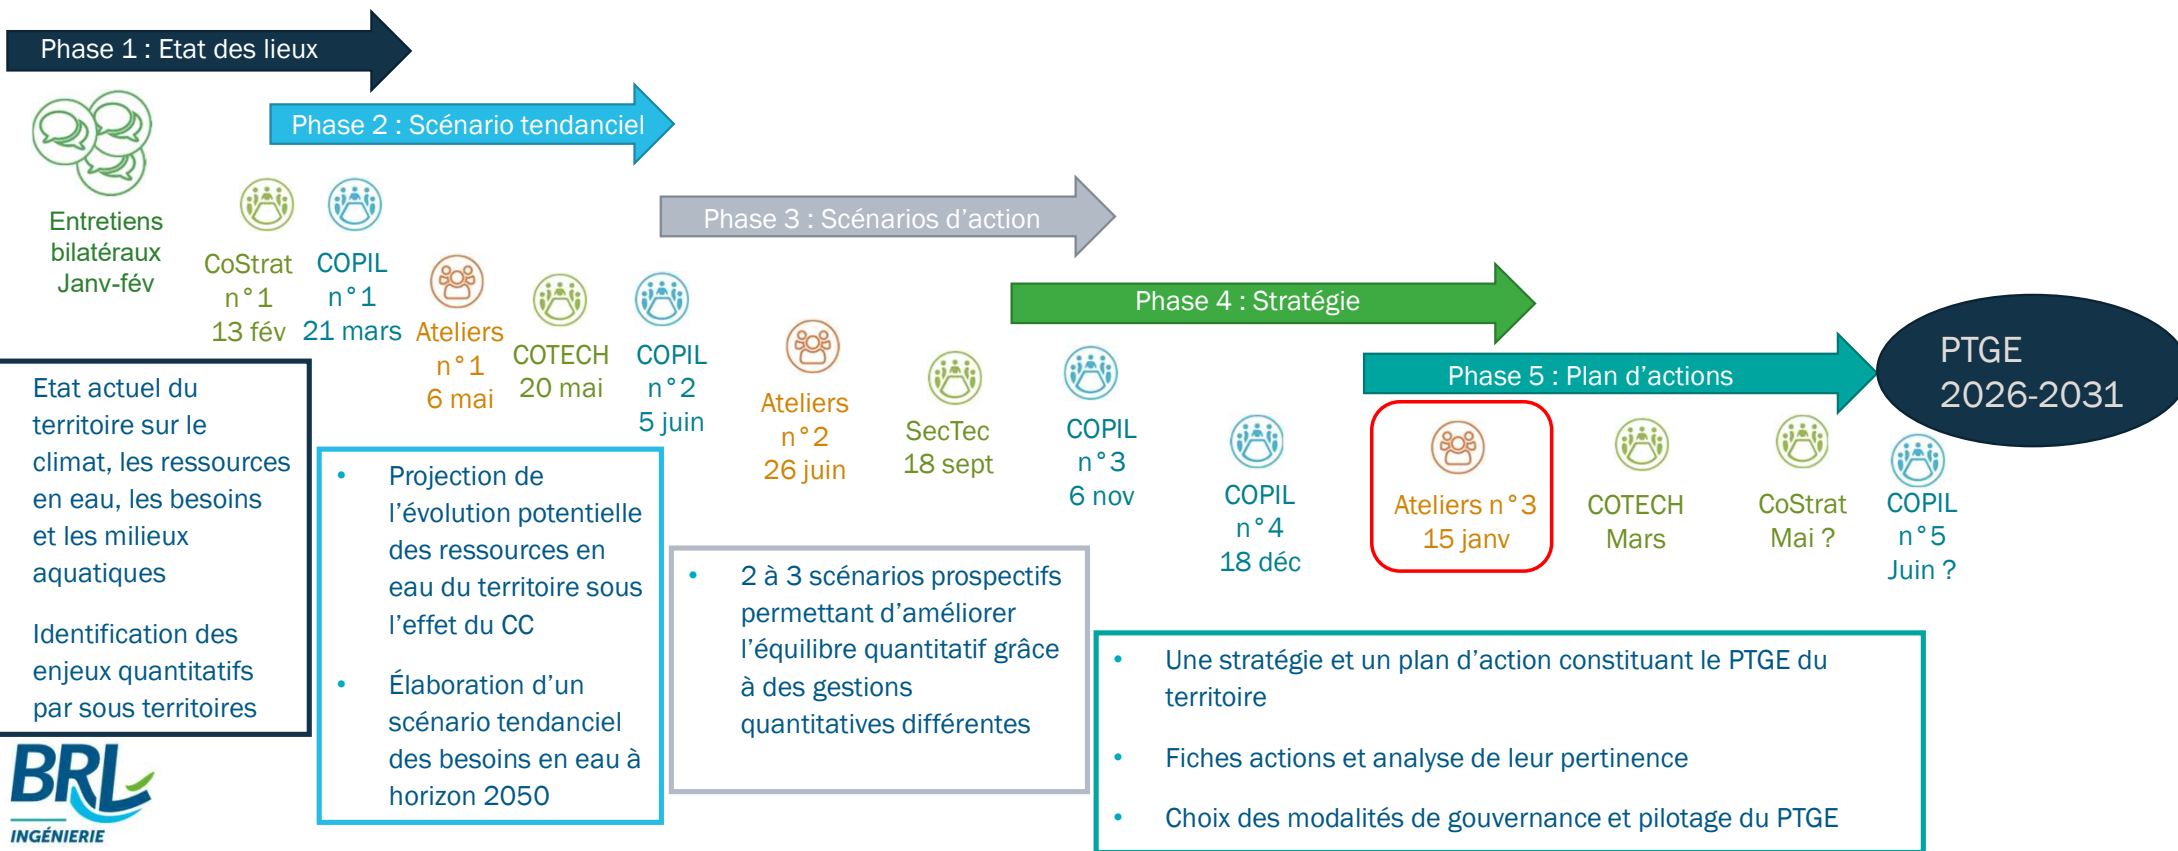 Phase 1 : Etat des lieux
Phase 2 : Scénario tendanciel
Phase 3 : Scénarios d'action
Phase 4 : Stratégie
Phase 5 : Plan d'actions
PTGE
2026-2031
Entretiens
bilatéraux
Janv-fév
CoStrat
n°1
13 fév
COPIL
n°1
21 mars
Ateliers
n°1
6 mai
COTECH
20 mai
COPIL
n°2
5 juin
Ateliers
n°2
26 juin
SecTec
18 sept
COPIL
n°3
6 nov
COPIL
n°4
18 déc
Ateliers n°3
15 janv
COTECH
Mars
CoStrat
Mai ?
COPIL
n°5
Juin ?
Etat actuel du
territoire sur le
climat, les ressources
en eau, les besoins
et les milieux
aquatiques
Identification des
enjeux quantitatifs
par sous territoires
• Projection de
l'évolution potentielle
des ressources en
eau du territoire sous
l'effet du CC
• Élaboration d'un
scénario tendanciel
des besoins en eau à
horizon 2050
• 2 à 3 scénarios prospectifs
permettant d'améliorer
l'équilibre quantitatif grâce
à des gestions
quantitatives différentes
• Une stratégie et un plan d'action constituant le PTGE du
territoire
• Fiches actions et analyse de leur pertinence
• Choix des modalités de gouvernance et pilotage du PTGE
BRL
INGÉNIERIE